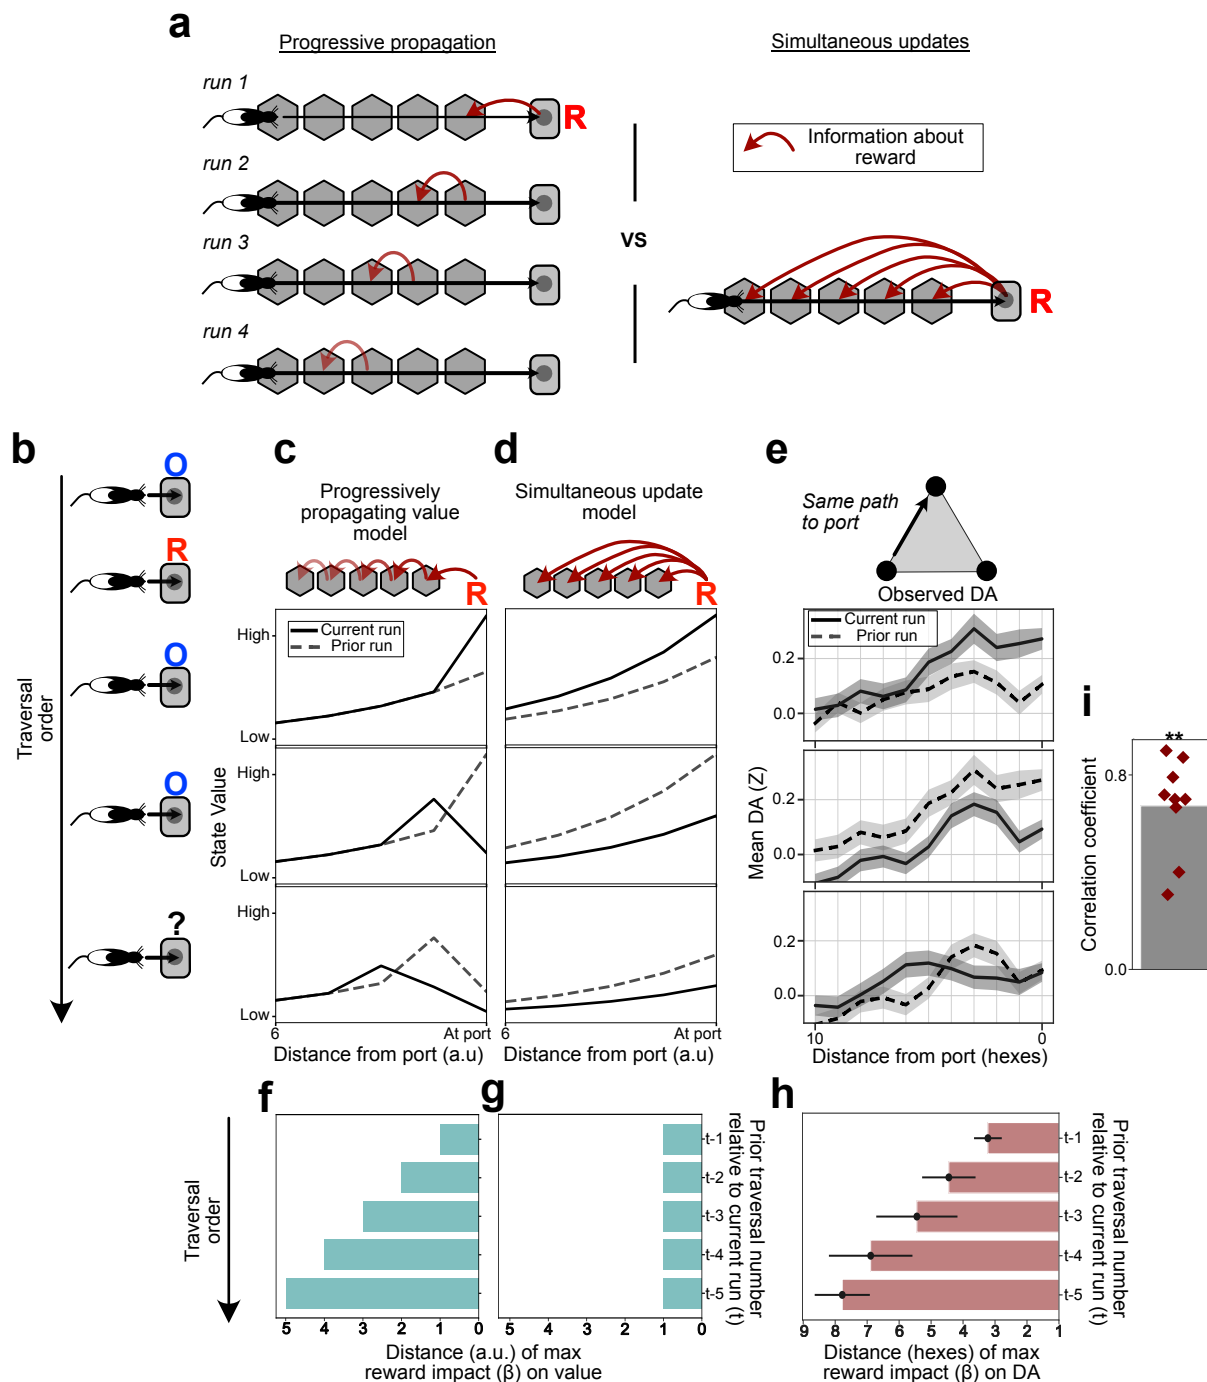 a
Progressive propagation
Simultaneous updates
run 1
R
run 2
Information about
reward
run 3
vs
R
run 4
b
c
d
e
O
Progressively
propagating value
model
Simultaneous update
model
Same path
to port
R
R
R
Observed DA
High
Current run
Prior run
Low
Current run
Prior run
0.2
0.0
O
i
**
Traversal
order
State Value
High
Low
Mean DA (Z)
0.2
0.0
Correlation coefficient
0.8
0.0
O
?
High
Low
0.2
0.0
6
At port
6
At port
10
0
Distance from port (a.u)
Distance from port (a.u)
Distance from port (hexes)
f
g
h
Traversal
order
t-1
t-2
t-3
t-4
t-5
Prior traversal number
relative to current run (t)
t-1
t-2
t-3
t-4
t-5
Prior traversal number
relative to current run (t)
5 4 3 2 1 0
5 4 3 2 1 0
9 8 7 6 5 4 3 2 1
Distance (a.u.) of max
reward impact (β) on value
Distance (hexes) of max
reward impact (β) on DA